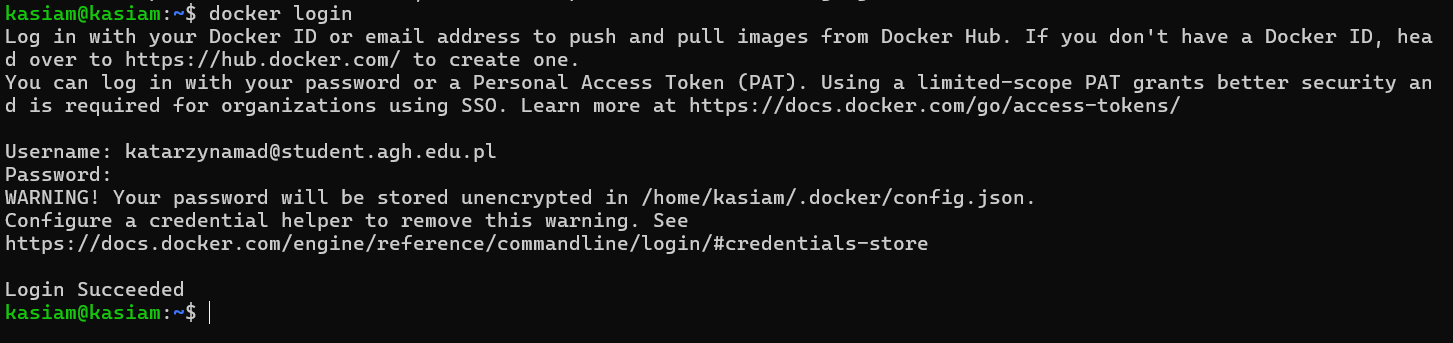 kasiam@kasiam:~$ docker login
Log in with your Docker ID or email address to push and pull images from Docker Hub. If you don't have a Docker ID, hea
d over to https://hub.docker.com/ to create one.
You can log in with your password or a Personal Access Token (PAT). Using a limited-scope PAT grants better security an
d is required for organizations using SSO. Learn more at https://docs.docker.com/go/access-tokens/
Username: katarzynamad@student.agh.edu.pl
Password:
WARNING! Your password will be stored unencrypted in /home/kasiam/.docker/config.json.
Configure a credential helper to remove this warning. See
https://docs.docker.com/engine/reference/commandline/login/#credentials-store
Login Succeeded
kasiam@kasiam:~$